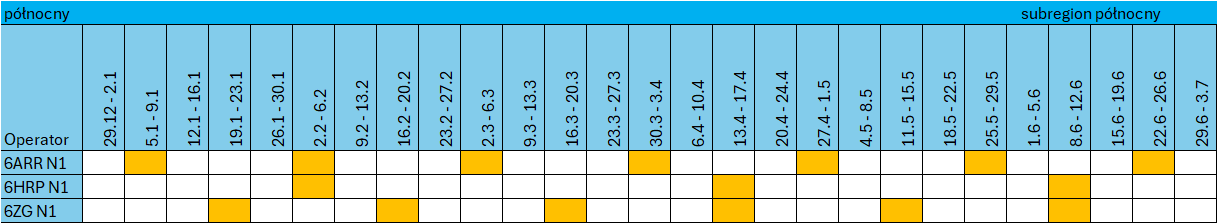 północny subregion północny
Operator 29.12 - 2.1 5.1 - 9.1 12.1 - 16.1 19.1 - 23.1 26.1 - 30.1 2.2 - 6.2 9.2 - 13.2 16.2 - 20.2 23.2 - 27.2 2.3 - 6.3 9.3 - 13.3 16.3 - 20.3 23.3 - 27.3 30.3 - 3.4 6.4 - 10.4 13.4 - 17.4 20.4 - 24.4 27.4 - 1.5 4.5 - 8.5 11.5 - 15.5 18.5 - 22.5 25.5 - 29.5 1.6 - 5.6 8.6 - 12.6 15.6 - 19.6 22.6 - 26.6 29.6 - 3.7
6ARR N1
6HRP N1
6ZG N1